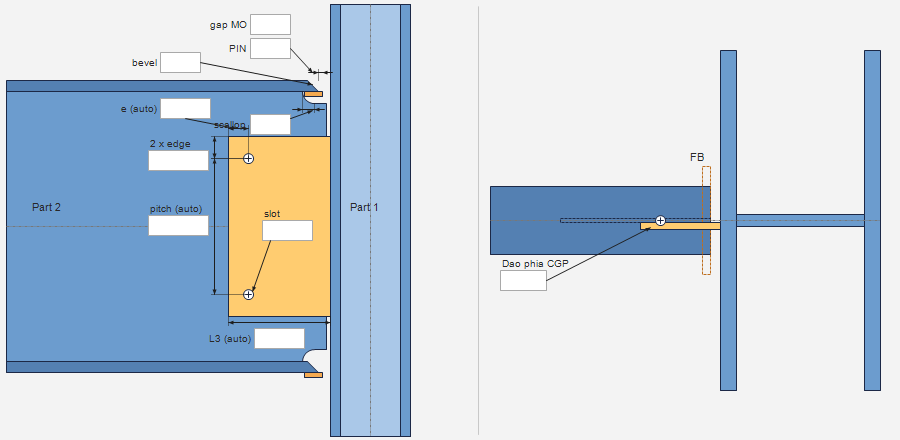 gap MO
PIN
bevel
e (auto)
scallop
2 x edge
pitch (auto)
slot
Part 2
Part 1
L3 (auto)
FB
Dao phia CGP